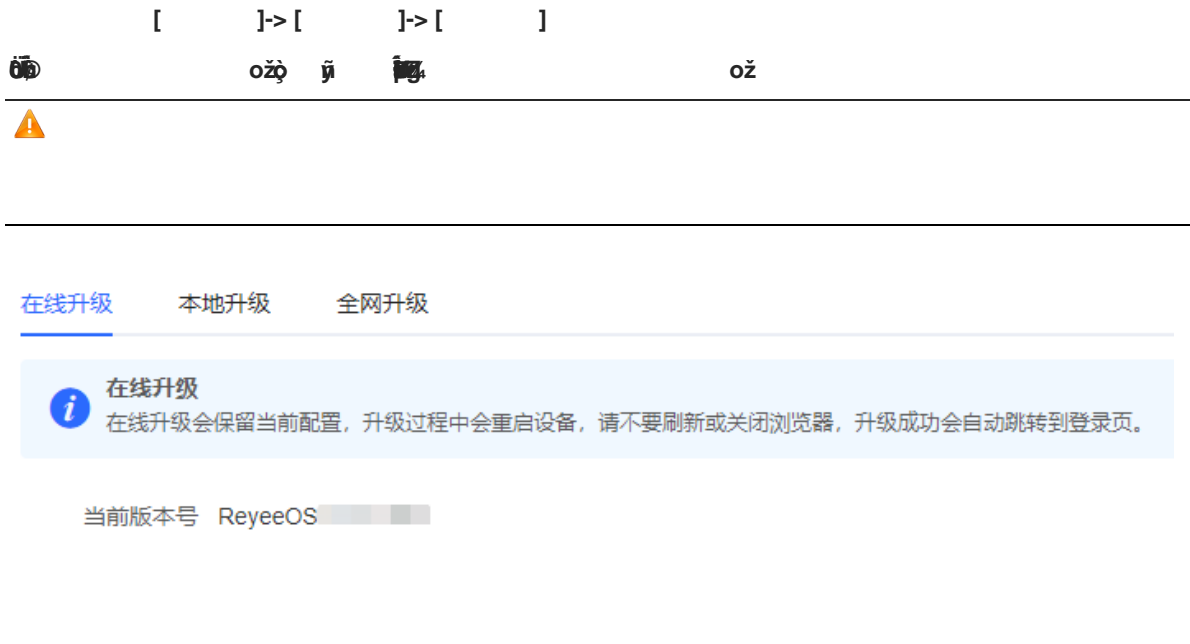 [ ]-> [ ]-> [ ]
ož ož
在线升级 本地升级 全网升级
在线升级
在线升级会保留当前配置，升级过程中会重启设备，请不要刷新或关闭浏览器，升级成功会自动跳转到登录页。
当前版本号 ReyeeOS